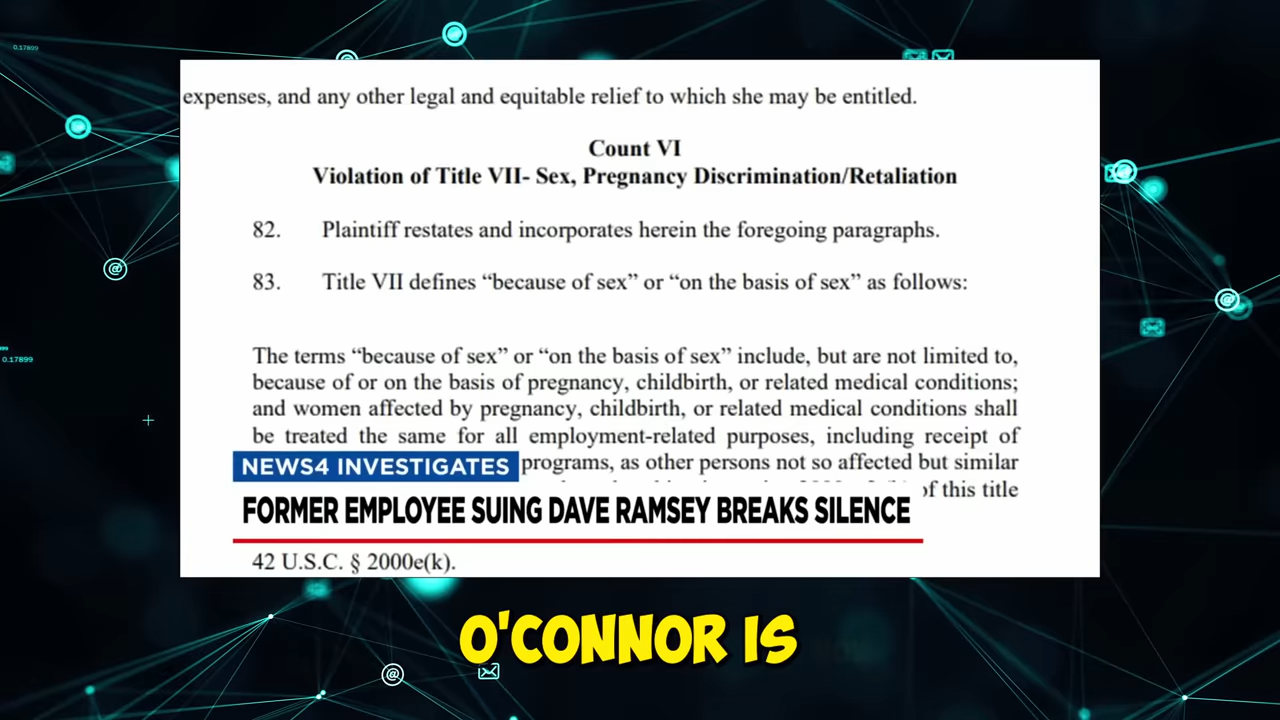 0.17899
expenses, and any other legal and equitable relief to which she may be entitled.
Count VI
Violation of Title VII- Sex, Pregnancy Discrimination/Retaliation
82. Plaintiff restates and incorporates herein the foregoing paragraphs.
83. Title VII defines “because of sex” or “on the basis of sex” as follows:
The terms “because of sex” or “on the basis of sex” include, but are not limited to,
because of or on the basis of pregnancy, childbirth, or related medical conditions;
and women affected by pregnancy, childbirth, or related medical conditions shall
be treated the same for all employment-related purposes, including receipt of
NEWS4 INVESTIGATES programs, as other persons not so affected but similar
of this title
FORMER EMPLOYEE SUING DAVE RAMSEY BREAKS SILENCE
0.17899
42 U.S.C. § 2000e(k).
O'CONNOR IS